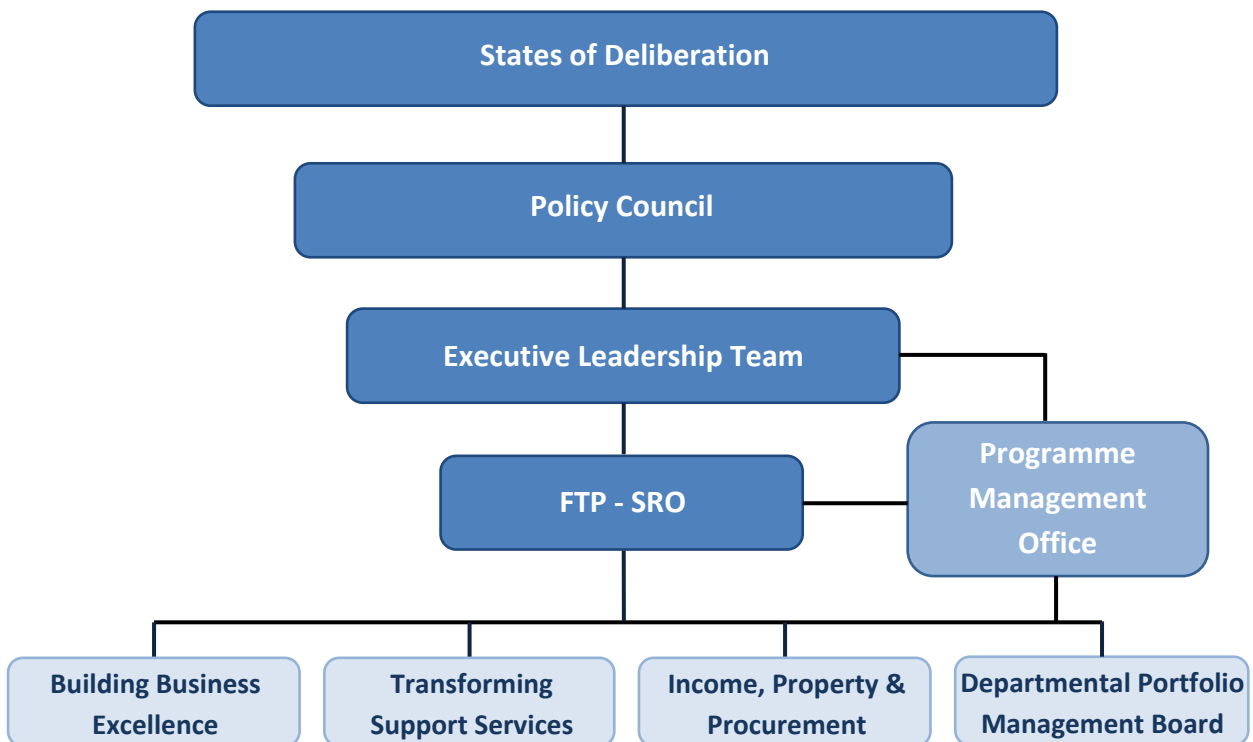 States of Deliberation
Policy Council
Executive Leadership Team
Programme
Management
Office
FTP - SRO
Building Business
Excellence
Transforming
Support Services
Income, Property &
Procurement
Departmental Portfolio
Management Board